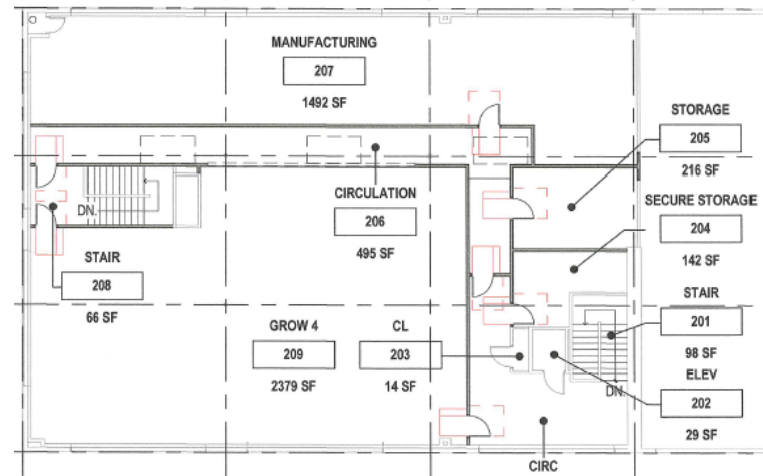 MANUFACTURING
207
1492 SF
STORAGE
205
216 SF
CIRCULATION
206
495 SF
SECURE STORAGE
204
142 SF
DN.
STAIR
208
66 SF
STAIR
201
98 SF
GROW 4
209
2379 SF
CL
203
14 SF
ELEV
202
29 SF
DN.
CIRC